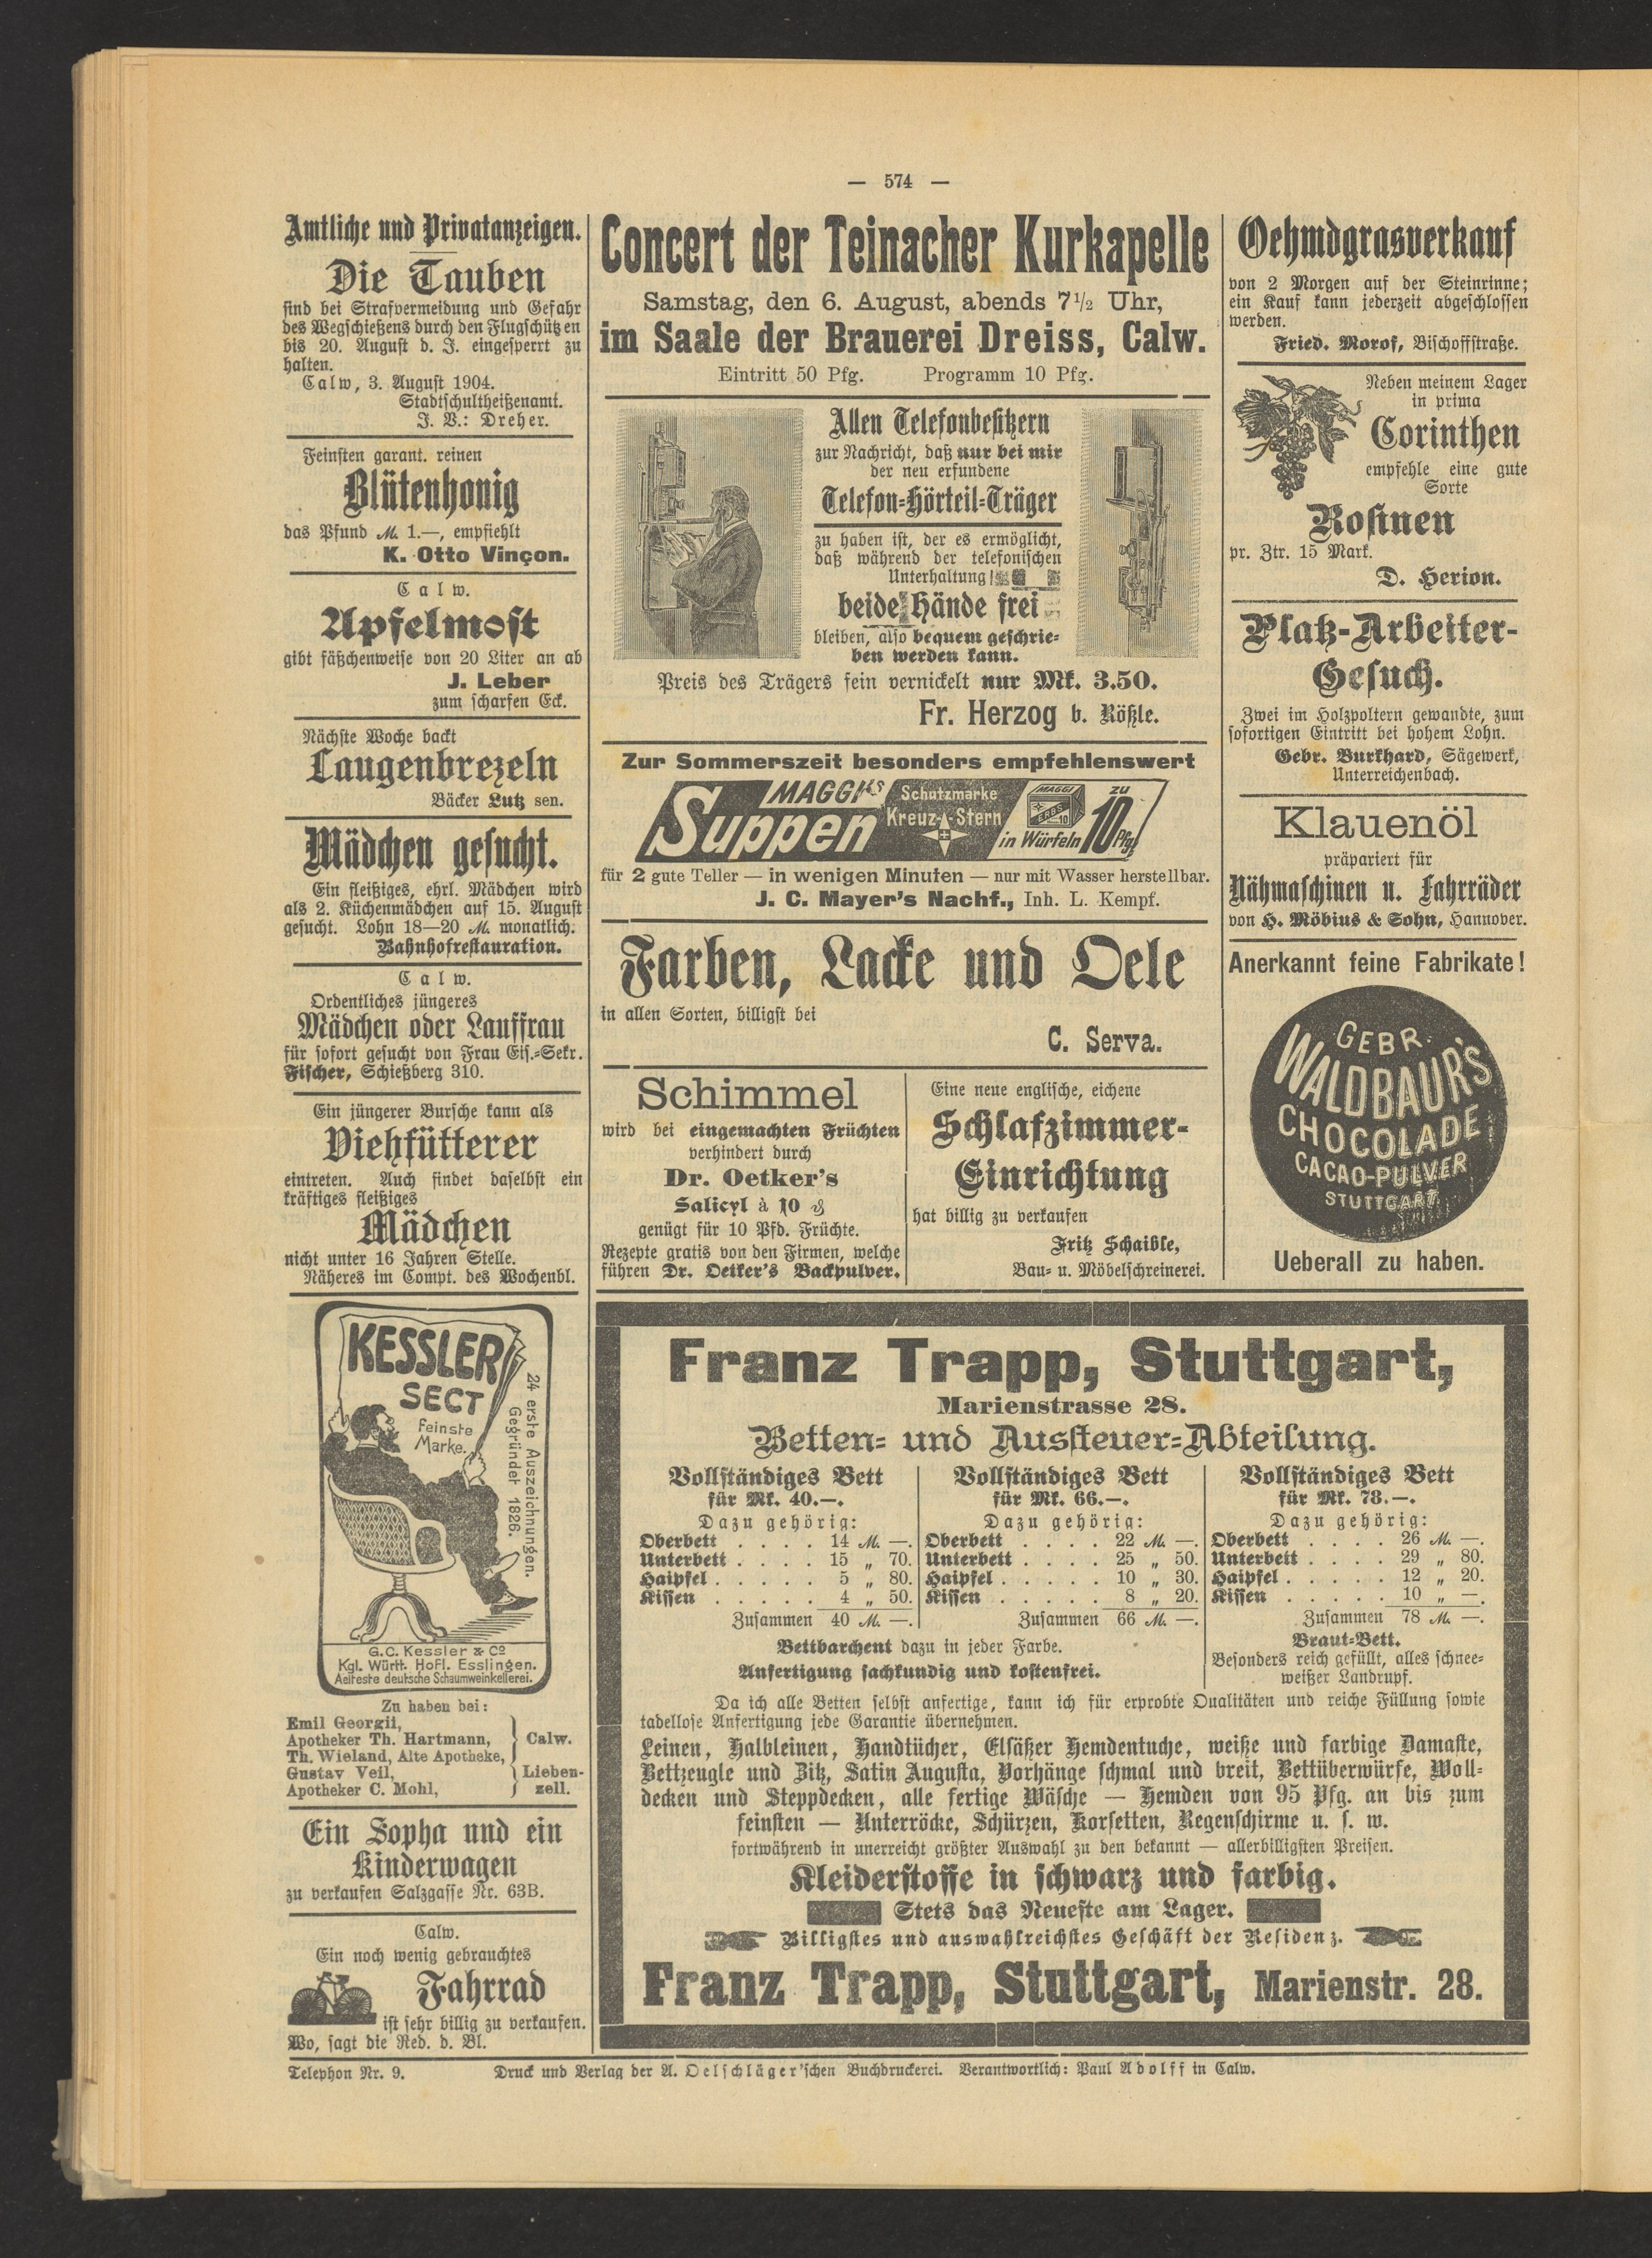 — 574 —
Amtliche und Privatanzeigen.
Die Tauben
sind bei Strafvermeidung und Gefahr
des Wegschießens durch den Flugschützen
bis 20. August d. J. eingesperrt zu
halten.
Calw, 3. August 1904.
Stadtschultheißenamt.
J. V.: Dreher.
Feinsten garant. reinen
Blütenhonig
das Pfund M. 1.—, empfiehlt
K. Otto Vinçon.
Calw.
Apfelmost
gibt fäßchenweise von 20 Liter an ab
J. Leber
zum scharfen Eck.
Nächste Woche backt
Laugenbrezeln
Bäcker Lutz sen.
Mädchen gesucht.
Ein fleißiges, ehrl. Mädchen wird
als 2. Küchenmädchen auf 15. August
gesucht. Lohn 18—20 M. monatlich.
Bahnhofrestauration.
Calw.
Ordentliches jüngeres
Mädchen oder Lauffrau
für sofort gesucht von Frau Eis.=Sekr.
Fischer, Schießberg 310.
Ein jüngerer Bursche kann als
Viehfütterer
eintreten. Auch findet daselbst ein
kräftiges fleißiges
Mädchen
nicht unter 16 Jahren Stelle.
Näheres im Compt. des Wochenbl.
KESSLER
SECT
Feinste
Marke.
24 erste Auszeichnungen.
Gegründet 1826.
G.C. Kessler & Co
Kgl. Württ. Hofl. Esslingen.
Aelteste deutsche Schaumweinkellerei.
Zu haben bei:
Emil Georgii,
Apotheker Th. Hartmann, } Calw.
Th. Wieland, Alte Apotheke,
Gustav Veil, } Lieben-
Apotheker C. Mohl, zell.
Ein Sopha und ein
Kinderwagen
zu verkaufen Salzgasse Nr. 63B.
Calw.
Ein noch wenig gebrauchtes
Fahrrad
ist sehr billig zu verkaufen.
Wo, sagt die Red. d. Bl.
Concert der Teinacher Kurkapelle
Samstag, den 6. August, abends 7½ Uhr,
im Saale der Brauerei Dreiss, Calw.
Eintritt 50 Pfg. Programm 10 Pfg.
Allen Telefonbesitzern
zur Nachricht, daß nur bei mir
der neu erfundene
Telefon=Hörteil=Träger
zu haben ist, der es ermöglicht,
daß während der telefonischen
Unterhaltung
beide Hände frei
bleiben, also bequem geschrie=
ben werden kann.
Preis des Trägers fein vernickelt nur Mk. 3.50.
Fr. Herzog b. Rößle.
Zur Sommerszeit besonders empfehlenswert
MAGGI's
Suppen
Schutzmarke
Kreuz Stern
MAGGI
ERBS
10
in Würfeln
zu
10 Pfg.
für 2 gute Teller — in wenigen Minuten — nur mit Wasser herstellbar.
J. C. Mayer's Nachf., Inh. L. Kempf.
Farben, Lacke und Oele
in allen Sorten, billigst bei
C. Serva.
Schimmel
wird bei eingemachten Früchten
verhindert durch
Dr. Oetker's
Salicyl à 10 ₰
genügt für 10 Pfd. Früchte.
Rezepte gratis von den Firmen, welche
führen Dr. Oetker's Backpulver.
Eine neue englische, eichene
Schlafzimmer-
Einrichtung
hat billig zu verkaufen
Fritz Schaible,
Bau= u. Möbelschreinerei.
Oehmdgrasverkauf
von 2 Morgen auf der Steinrinne;
ein Kauf kann jederzeit abgeschlossen
werden.
Fried. Morof, Bischoffstraße.
Neben meinem Lager
in prima
Corinthen
empfehle eine gute
Sorte
Rosinen
pr. Ztr. 15 Mark.
D. Herion.
Platz-Arbeiter-
Gesuch.
Zwei im Holzpoltern gewandte, zum
sofortigen Eintritt bei hohem Lohn.
Gebr. Burkhard, Sägewerk,
Unterreichenbach.
Klauenöl
präpariert für
Nähmaschinen u. Fahrräder
von H. Möbius & Sohn, Hannover.
Anerkannt feine Fabrikate!
GEBR.
WALDBAUR'S
CHOCOLADE
CACAO-PULVER
STUTTGART
Ueberall zu haben.
Franz Trapp, Stuttgart,
Marienstrasse 28.
Betten= und Aussteuer=Abteilung.
Vollständiges Bett
für Mk. 40.—.
Dazu gehörig:
Oberbett . . . . 14 M. —.
Unterbett . . . . 15 „ 70.
Haipfel . . . . . 5 „ 80.
Kissen . . . . . 4 „ 50.
Zusammen 40 M. —.
Vollständiges Bett
für Mk. 66.—.
Dazu gehörig:
Oberbett . . . . 22 M. —.
Unterbett . . . . 25 „ 50.
Haipfel . . . . . 10 „ 30.
Kissen . . . . . 8 „ 20.
Zusammen 66 M. —.
Bettbarchent dazu in jeder Farbe.
Anfertigung sachkundig und kostenfrei.
Vollständiges Bett
für Mk. 78.—.
Dazu gehörig:
Oberbett . . . . 26 M. —.
Unterbett . . . . 29 „ 80.
Haipfel . . . . . 12 „ 20.
Kissen . . . . . 10 „ —.
Zusammen 78 M. —.
Braut=Bett.
Besonders reich gefüllt, alles schnee=
weißer Landrupf.
Da ich alle Betten selbst anfertige, kann ich für erprobte Qualitäten und reiche Füllung sowie
tadellose Anfertigung jede Garantie übernehmen.
Leinen, Halbleinen, Handtücher, Elsäßer Hemdentuche, weiße und farbige Damaste,
Bettzeugle und Zitz, Satin Augusta, Vorhänge schmal und breit, Bettüberwürfe, Woll=
decken und Steppdecken, alle fertige Wäsche — Hemden von 95 Pfg. an bis zum
feinsten — Unterröcke, Schürzen, Korsetten, Regenschirme u. s. w.
fortwährend in unerreicht größter Auswahl zu den bekannt — allerbilligsten Preisen.
Kleiderstoffe in schwarz und farbig.
Stets das Neueste am Lager.
Billigstes und auswahlreichstes Geschäft der Residenz.
Franz Trapp, Stuttgart, Marienstr. 28.
Telephon Nr. 9. Druck und Verlag der A. Oelschläger'schen Buchdruckerei. Verantwortlich: Paul Adolff in Calw.